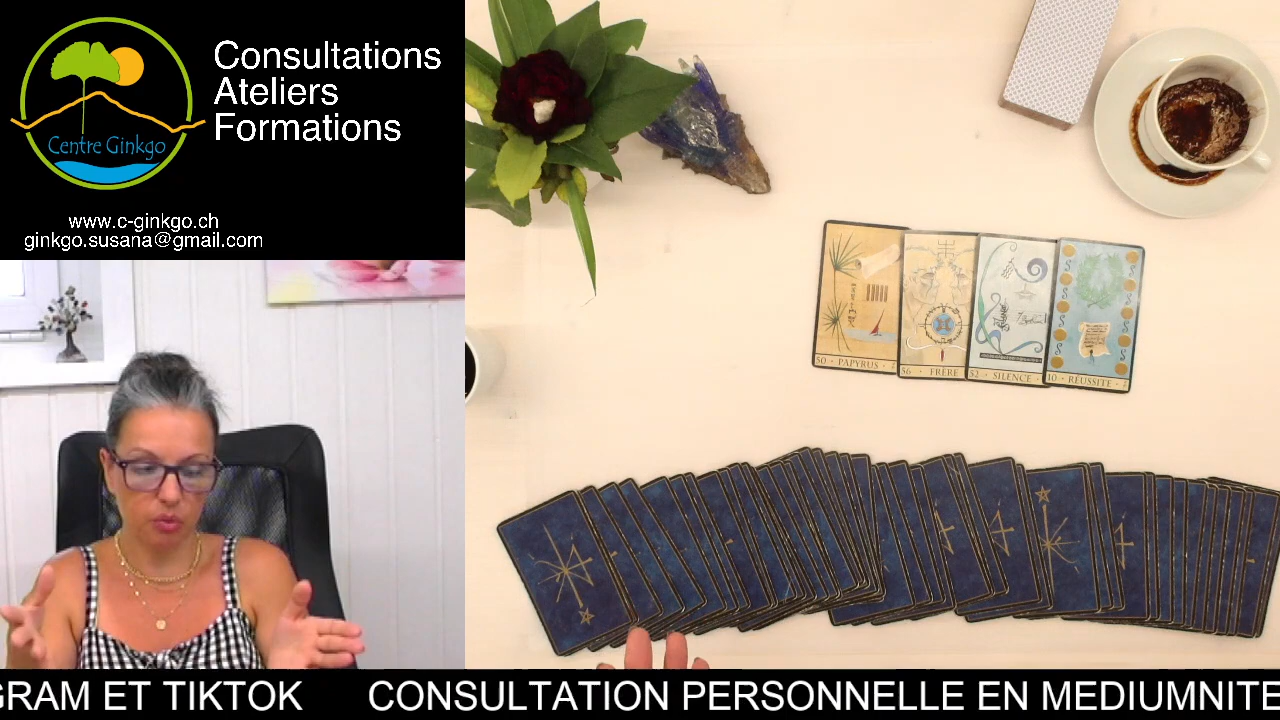 Consultations
Ateliers
Formations
Centre Ginkgo
www.c-ginkgo.ch
ginkgo.susana@gmail.com
50 • PAPYRUS •
56 • FRÈRE
52 • SILENCE •
10 • RÉUSSITE •
GRAM ET TIKTOK CONSULTATION PERSONNELLE EN MEDIUMNITE